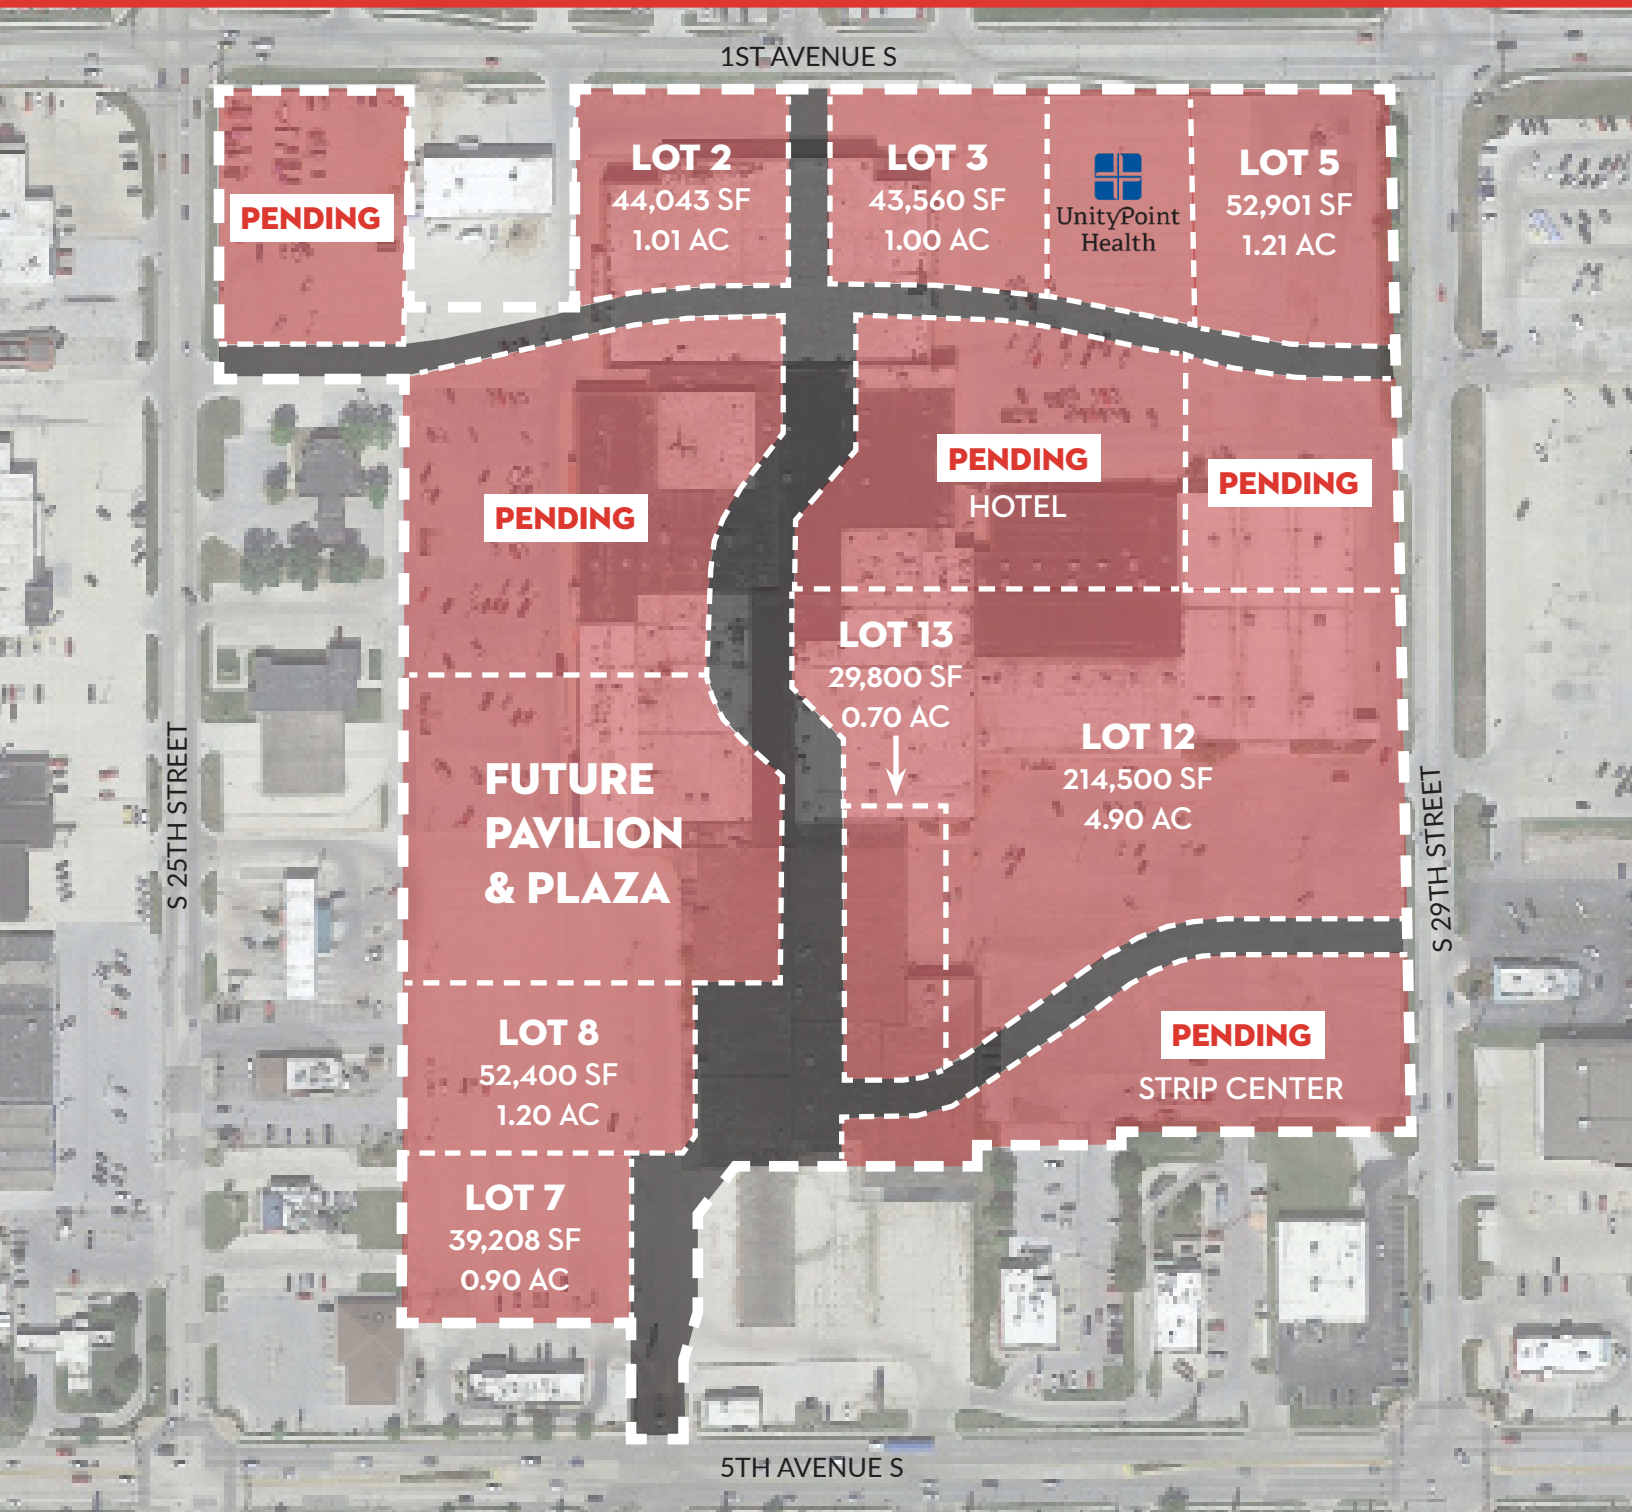 1ST AVENUE S
PENDING
LOT 2
44,043 SF
1.01 AC
LOT 3
43,560 SF
1.00 AC
UnityPoint
Health
LOT 5
52,901 SF
1.21 AC
PENDING
PENDING
HOTEL
PENDING
LOT 13
29,800 SF
0.70 AC
LOT 12
214,500 SF
4.90 AC
S 25TH STREET
FUTURE
PAVILION
& PLAZA
S 29TH STREET
LOT 8
52,400 SF
1.20 AC
PENDING
STRIP CENTER
LOT 7
39,208 SF
0.90 AC
5TH AVENUE S